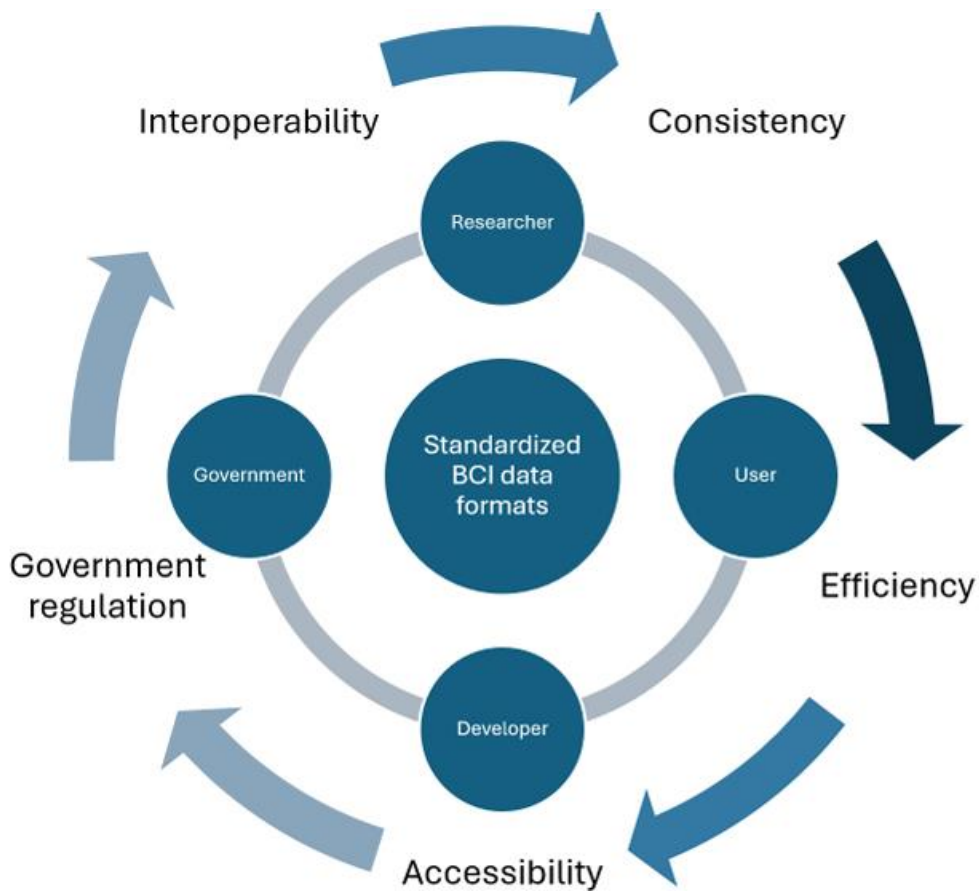 Interoperability
Consistency
Researcher
Government
Standardized
BCI data
formats
User
Government
regulation
Efficiency
Developer
Accessibility